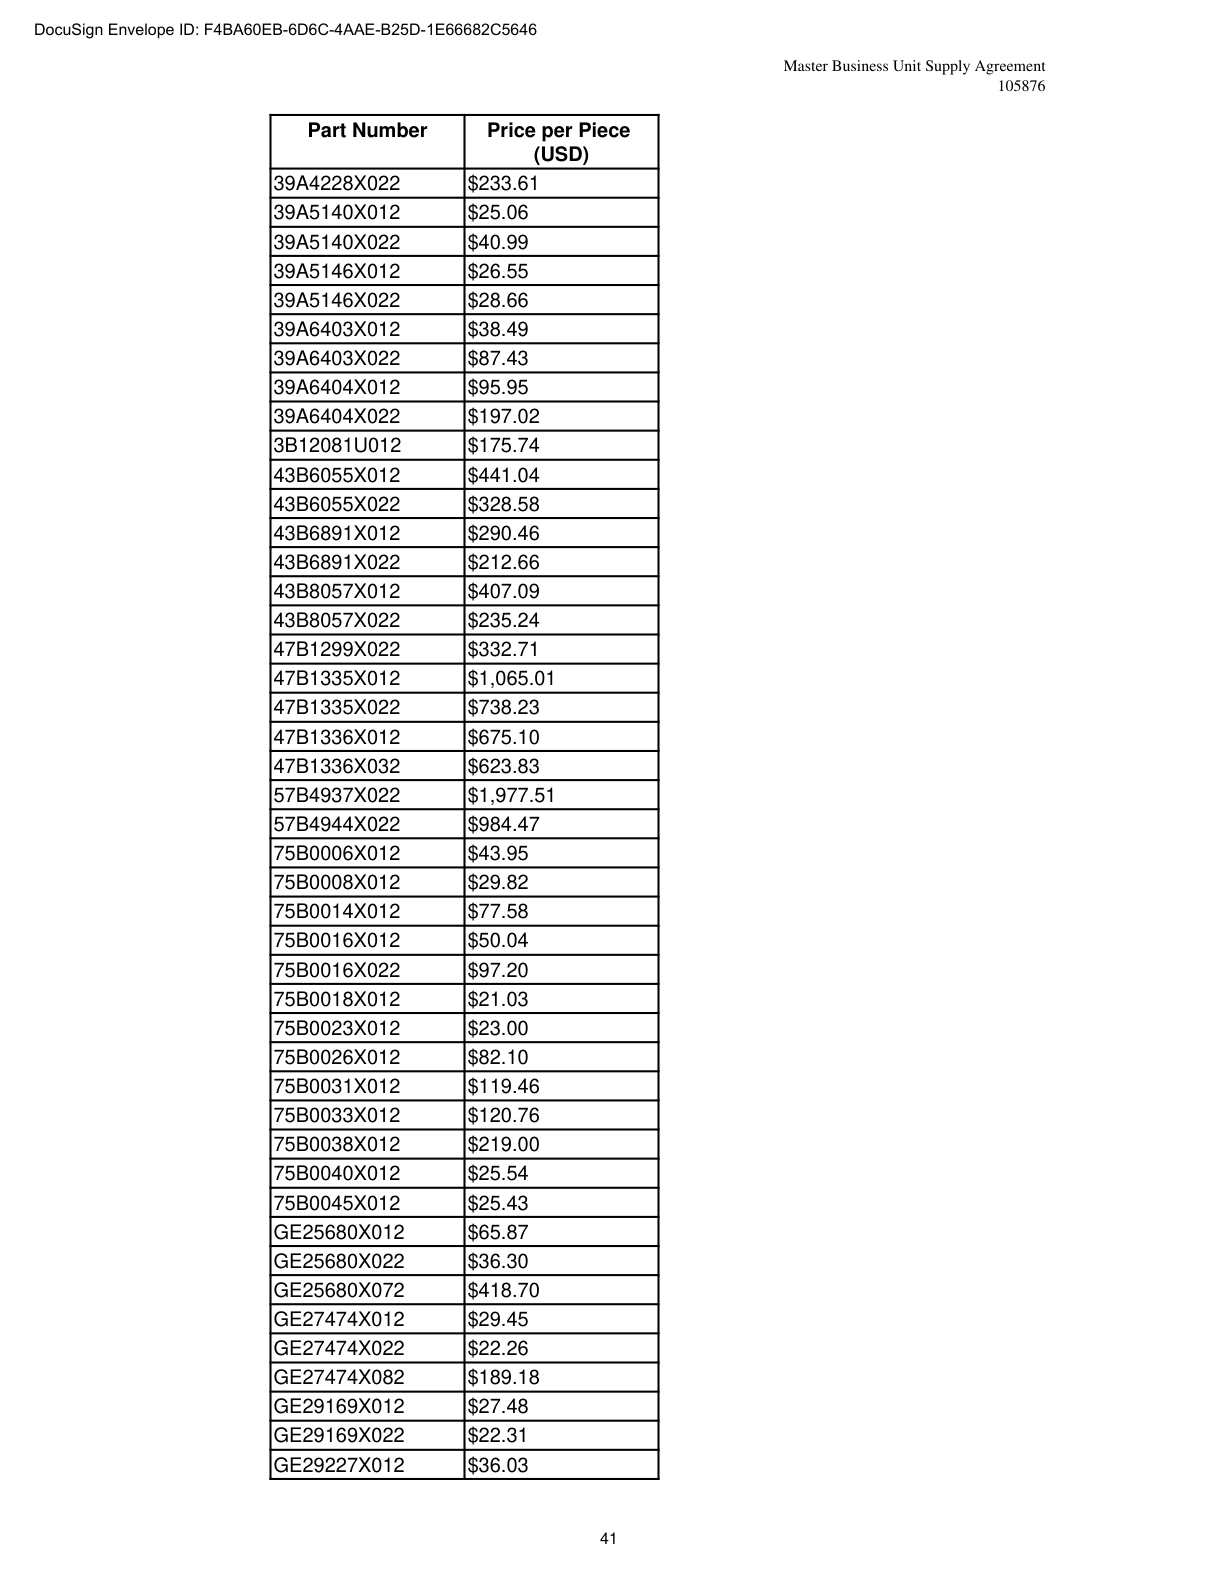 DocuSign Envelope ID: F4BA60EB-6D6C-4AAE-B25D-1E66682C5646
Master Business Unit Supply Agreement
105876
Part Number Price per Piece
(USD)
39A4228X022 $233.61
39A5140X012 $25.06
39A5140X022 $40.99
39A5146X012 $26.55
39A5146X022 $28.66
39A6403X012 $38.49
39A6403X022 $87.43
39A6404X012 $95.95
39A6404X022 $197.02
3B12081U012 $175.74
43B6055X012 $441.04
43B6055X022 $328.58
43B6891X012 $290.46
43B6891X022 $212.66
43B8057X012 $407.09
43B8057X022 $235.24
47B1299X022 $332.71
47B1335X012 $1,065.01
47B1335X022 $738.23
47B1336X012 $675.10
47B1336X032 $623.83
57B4937X022 $1,977.51
57B4944X022 $984.47
75B0006X012 $43.95
75B0008X012 $29.82
75B0014X012 $77.58
75B0016X012 $50.04
75B0016X022 $97.20
75B0018X012 $21.03
75B0023X012 $23.00
75B0026X012 $82.10
75B0031X012 $119.46
75B0033X012 $120.76
75B0038X012 $219.00
75B0040X012 $25.54
75B0045X012 $25.43
GE25680X012 $65.87
GE25680X022 $36.30
GE25680X072 $418.70
GE27474X012 $29.45
GE27474X022 $22.26
GE27474X082 $189.18
GE29169X012 $27.48
GE29169X022 $22.31
GE29227X012 $36.03
41